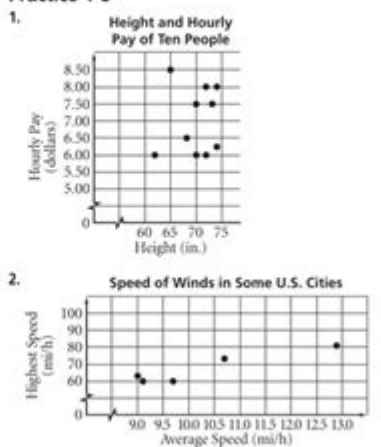 1.
Height and Hourly
Pay of Ten People
Hourly Pay
(dollars)
8.50
8.00
7.50
7.00
6.50
6.00
5.50
5.00
0
60 65 70 75
Height (in.)
2.
Speed of Winds in Some U.S. Cities
Highest Speed
(mi/h)
100
90
80
70
60
0
9.0 9.5 10.0 10.5 11.0 11.5 12.0 12.5 13.0
Average Speed (mi/h)